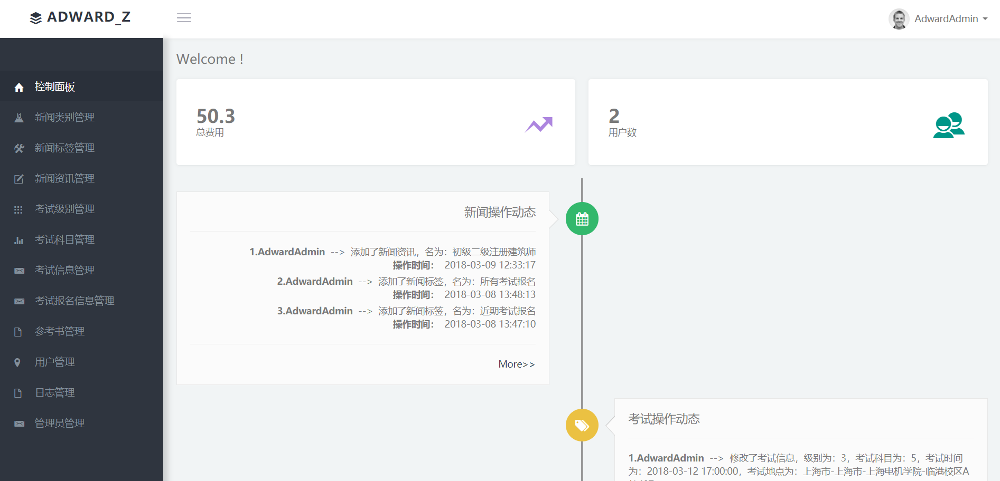 ADWARD_Z
AdwardAdmin
控制面板
新闻类别管理
新闻标签管理
新闻资讯管理
考试级别管理
考试科目管理
考试信息管理
考试报名信息管理
参考书管理
用户管理
日志管理
管理员管理
Welcome !
50.3
总费用
2
用户数
新闻操作动态
1.AdwardAdmin --> 添加了新闻资讯，名为：初级二级注册建筑师
操作时间： 2018-03-09 12:33:17
2.AdwardAdmin --> 添加了新闻标签，名为：所有考试报名
操作时间： 2018-03-08 13:48:13
3.AdwardAdmin --> 添加了新闻标签，名为：近期考试报名
操作时间： 2018-03-08 13:47:10
More>>
考试操作动态
1.AdwardAdmin --> 修改了考试信息，级别为：3，考试科目为：5，考试时间
为：2018-03-12 17:00:00，考试地点为：上海市-上海市-上海电机学院-临港校区A